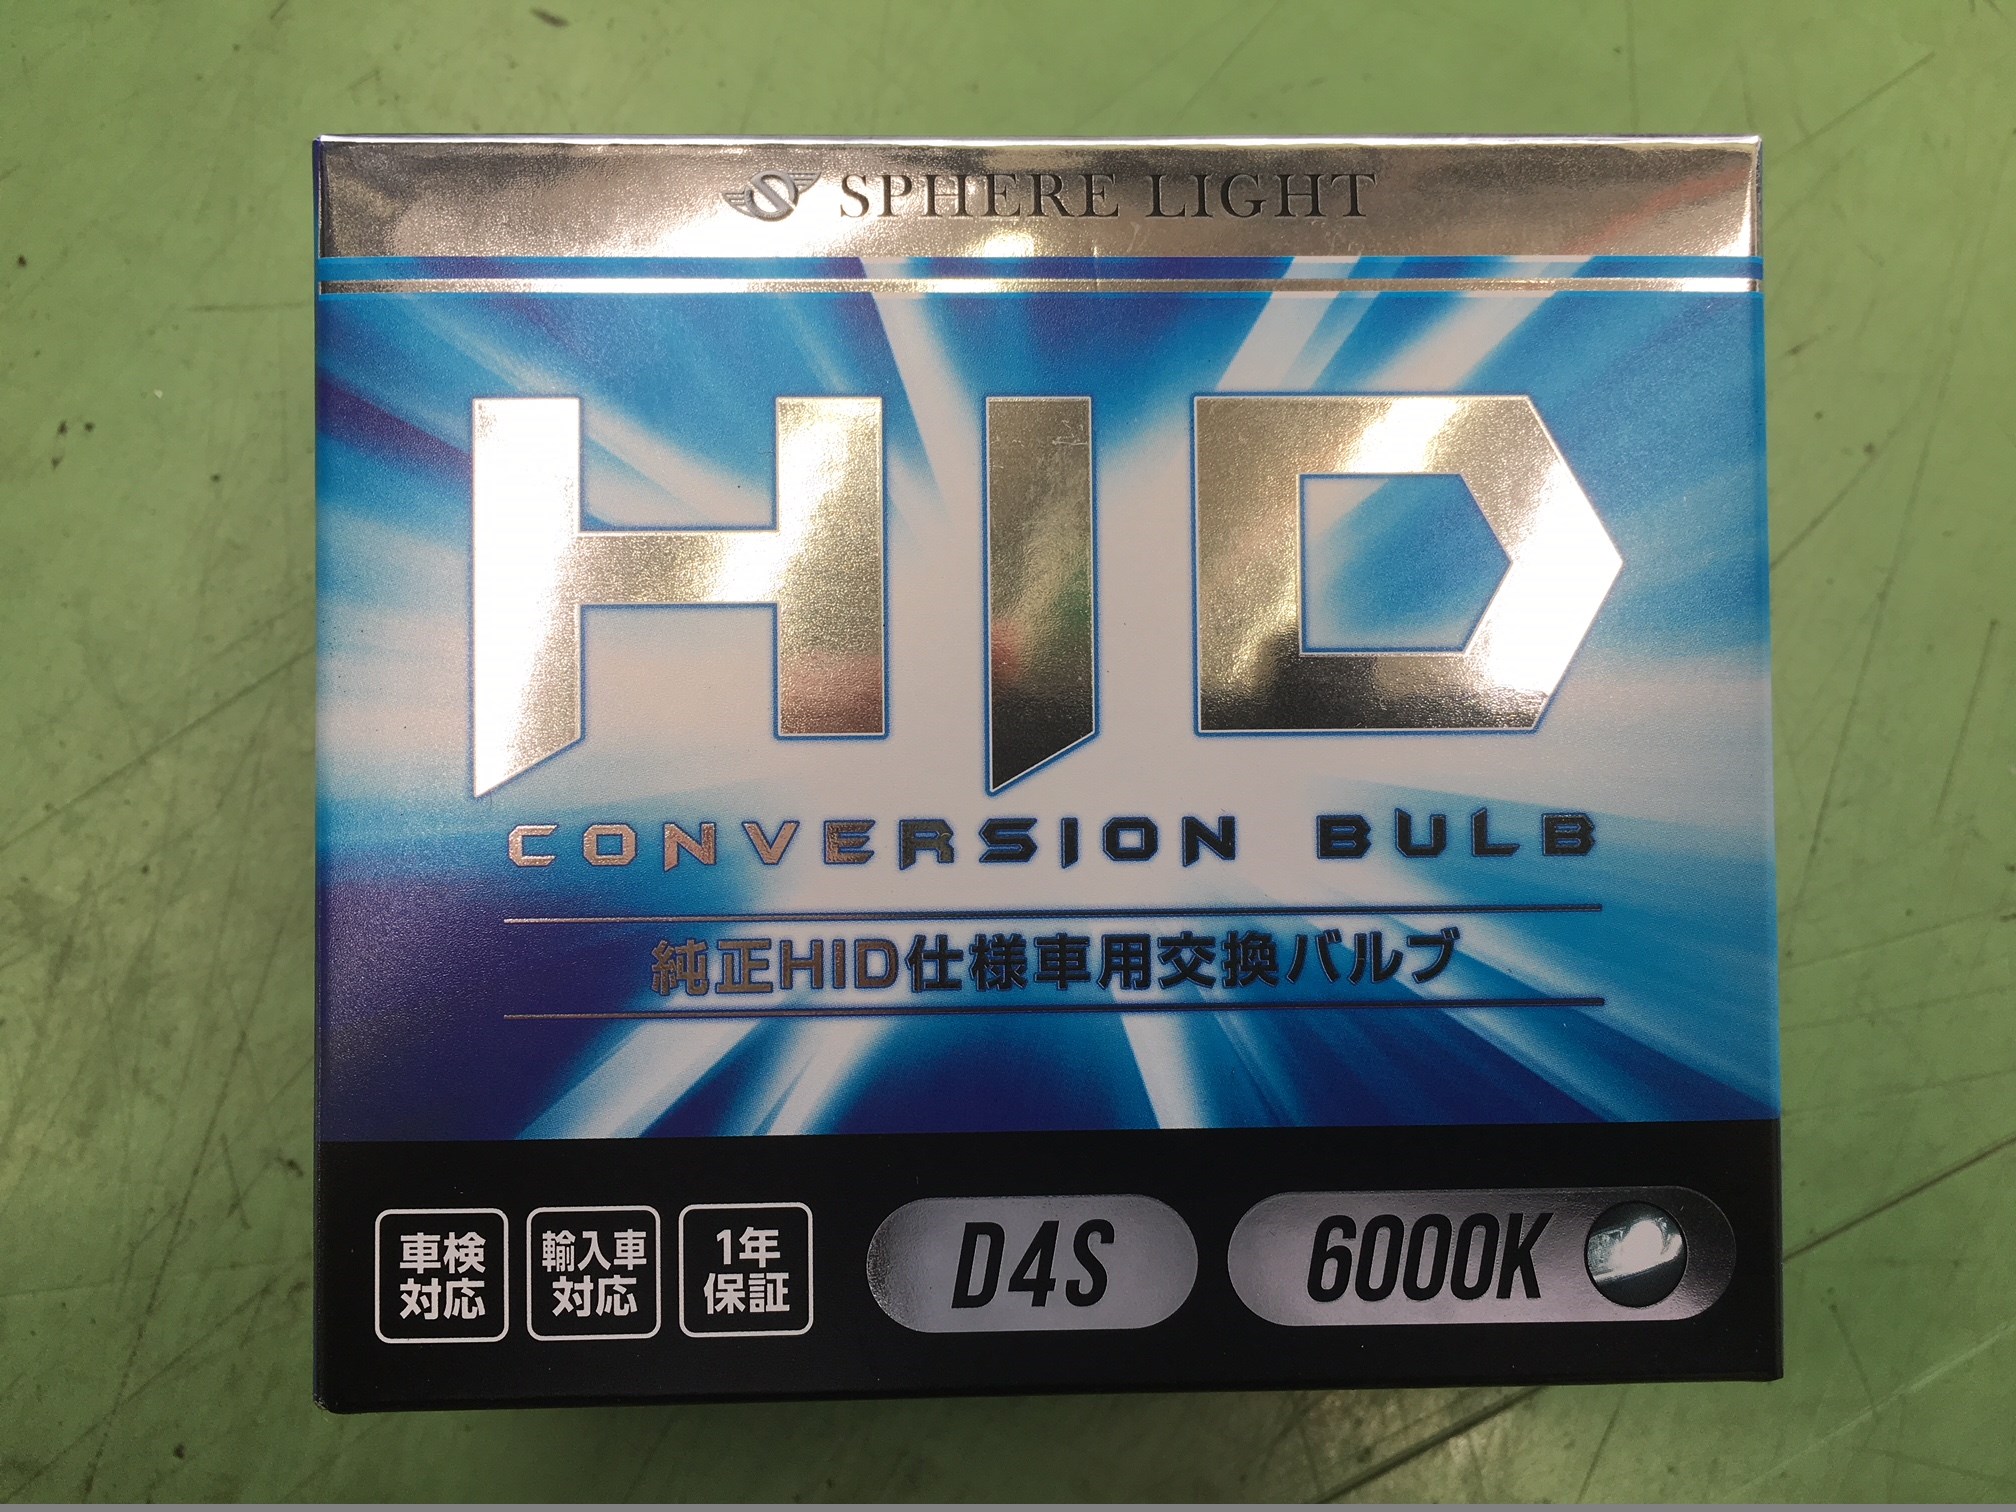 SPHERE LIGHT
HID
CONVERSION BULB
純正HID仕様車用交換バルブ
車検
対応
輸入車
対応
1年
保証
D4S
6000K